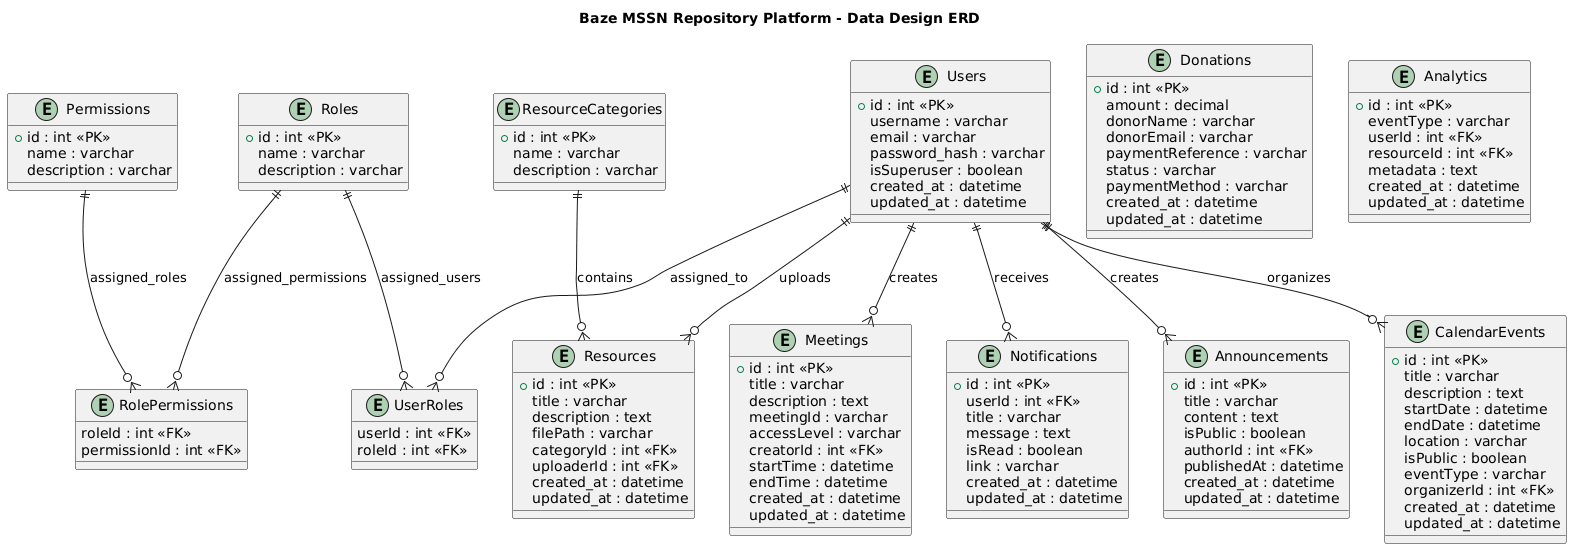 Baze MSSN Repository Platform - Data Design ERD
E Permissions
id : int «PK»
name : varchar
description : varchar
E Roles
id : int «PK»
name : varchar
description : varchar
E ResourceCategories
id : int «PK»
name : varchar
description : varchar
E Users
id : int «PK»
username : varchar
email : varchar
password_hash : varchar
isSuperuser : boolean
created_at : datetime
updated_at : datetime
E Donations
id : int «PK»
amount : decimal
donorName : varchar
donorEmail : varchar
paymentReference : varchar
status : varchar
paymentMethod : varchar
created_at : datetime
updated_at : datetime
E Analytics
id : int «PK»
eventType : varchar
userId : int «FK»
resourceId : int «FK»
metadata : text
created_at : datetime
updated_at : datetime
assigned_roles
assigned_permissions
assigned_users
contains
assigned_to
uploads
creates
receives
creates
organizes
E RolePermissions
roleId : int «FK»
permissionId : int «FK»
E UserRoles
userId : int «FK»
roleId : int «FK»
E Resources
id : int «PK»
title : varchar
description : text
filePath : varchar
categoryId : int «FK»
uploaderId : int «FK»
created_at : datetime
updated_at : datetime
E Meetings
id : int «PK»
title : varchar
description : text
meetingId : varchar
accessLevel : varchar
creatorId : int «FK»
startTime : datetime
endTime : datetime
created_at : datetime
updated_at : datetime
E Notifications
id : int «PK»
userId : int «FK»
title : varchar
message : text
isRead : boolean
link : varchar
created_at : datetime
updated_at : datetime
E Announcements
id : int «PK»
title : varchar
content : text
isPublic : boolean
authorId : int «FK»
publishedAt : datetime
created_at : datetime
updated_at : datetime
E CalendarEvents
id : int «PK»
title : varchar
description : text
startDate : datetime
endDate : datetime
location : varchar
isPublic : boolean
eventType : varchar
organizerId : int «FK»
created_at : datetime
updated_at : datetime